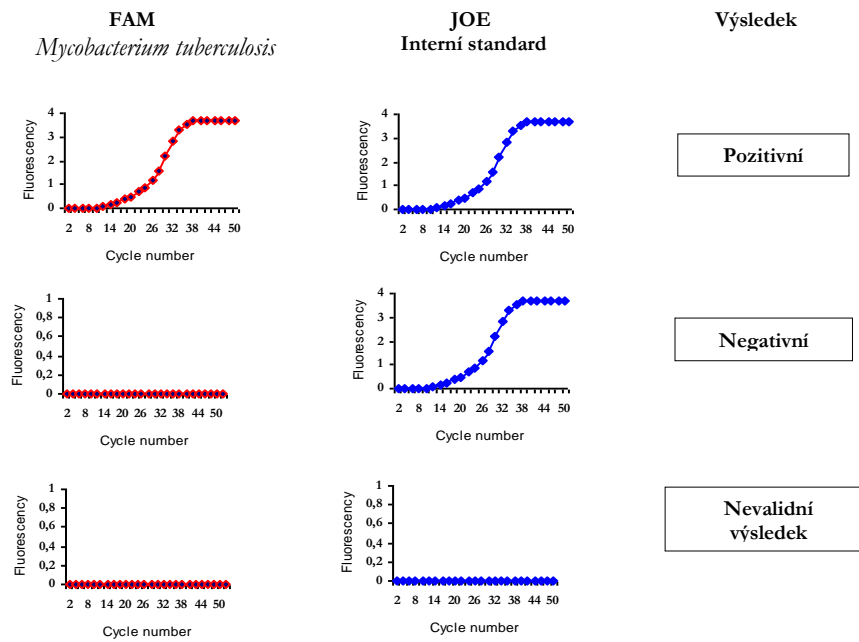 FAM
Mycobacterium tuberculosis
JOE
Interní standard
Výsledek
4
3
2
1
0
Fluorescency
2 8 14 20 26 32 38 44 50
Cycle number
4
3
2
1
0
Fluorescency
2 8 14 20 26 32 38 44 50
Cycle number
Pozitivní
1
0,8
0,6
0,4
0,2
0
Fluorescency
2 8 14 20 26 32 38 44 50
Cycle number
4
3
2
1
0
Fluorescency
2 8 14 20 26 32 38 44 50
Cycle number
Negativní
1
0,8
0,6
0,4
0,2
0
Fluorescency
2 8 14 20 26 32 38 44 50
Cycle number
1
0,8
0,6
0,4
0,2
0
Fluorescency
2 8 14 20 26 32 38 44 50
Cycle number
Nevalidní
výsledek